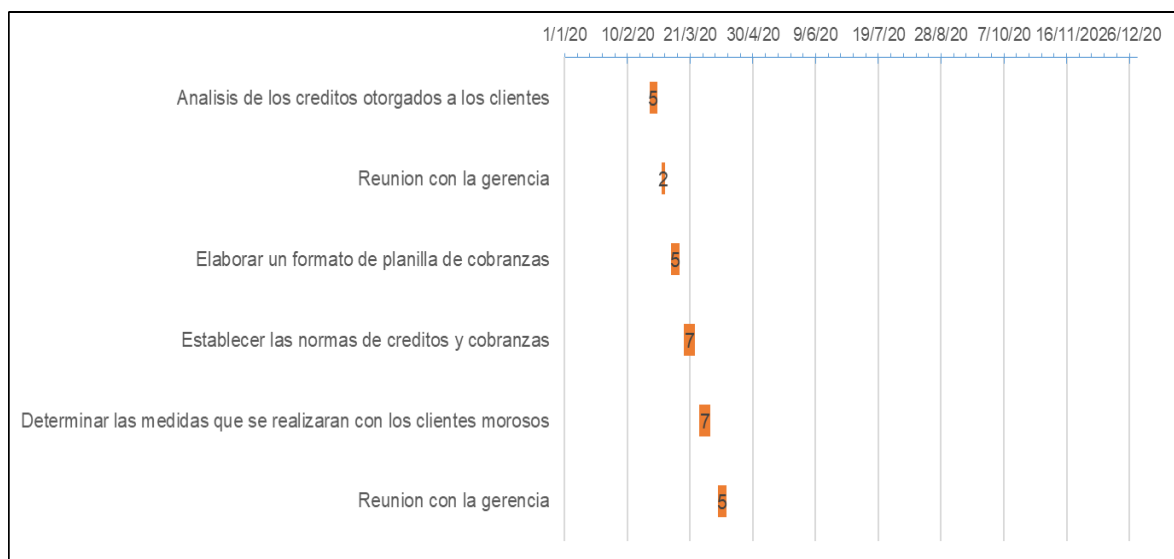 1/1/20 10/2/20 21/3/20 30/4/20 9/6/20 19/7/20 28/8/20 7/10/20 16/11/20 26/12/20
Analisis de los creditos otorgados a los clientes 5
Reunion con la gerencia 2
Elaborar un formato de planilla de cobranzas 5
Establecer las normas de creditos y cobranzas 7
Determinar las medidas que se realizaran con los clientes morosos 7
Reunion con la gerencia 5